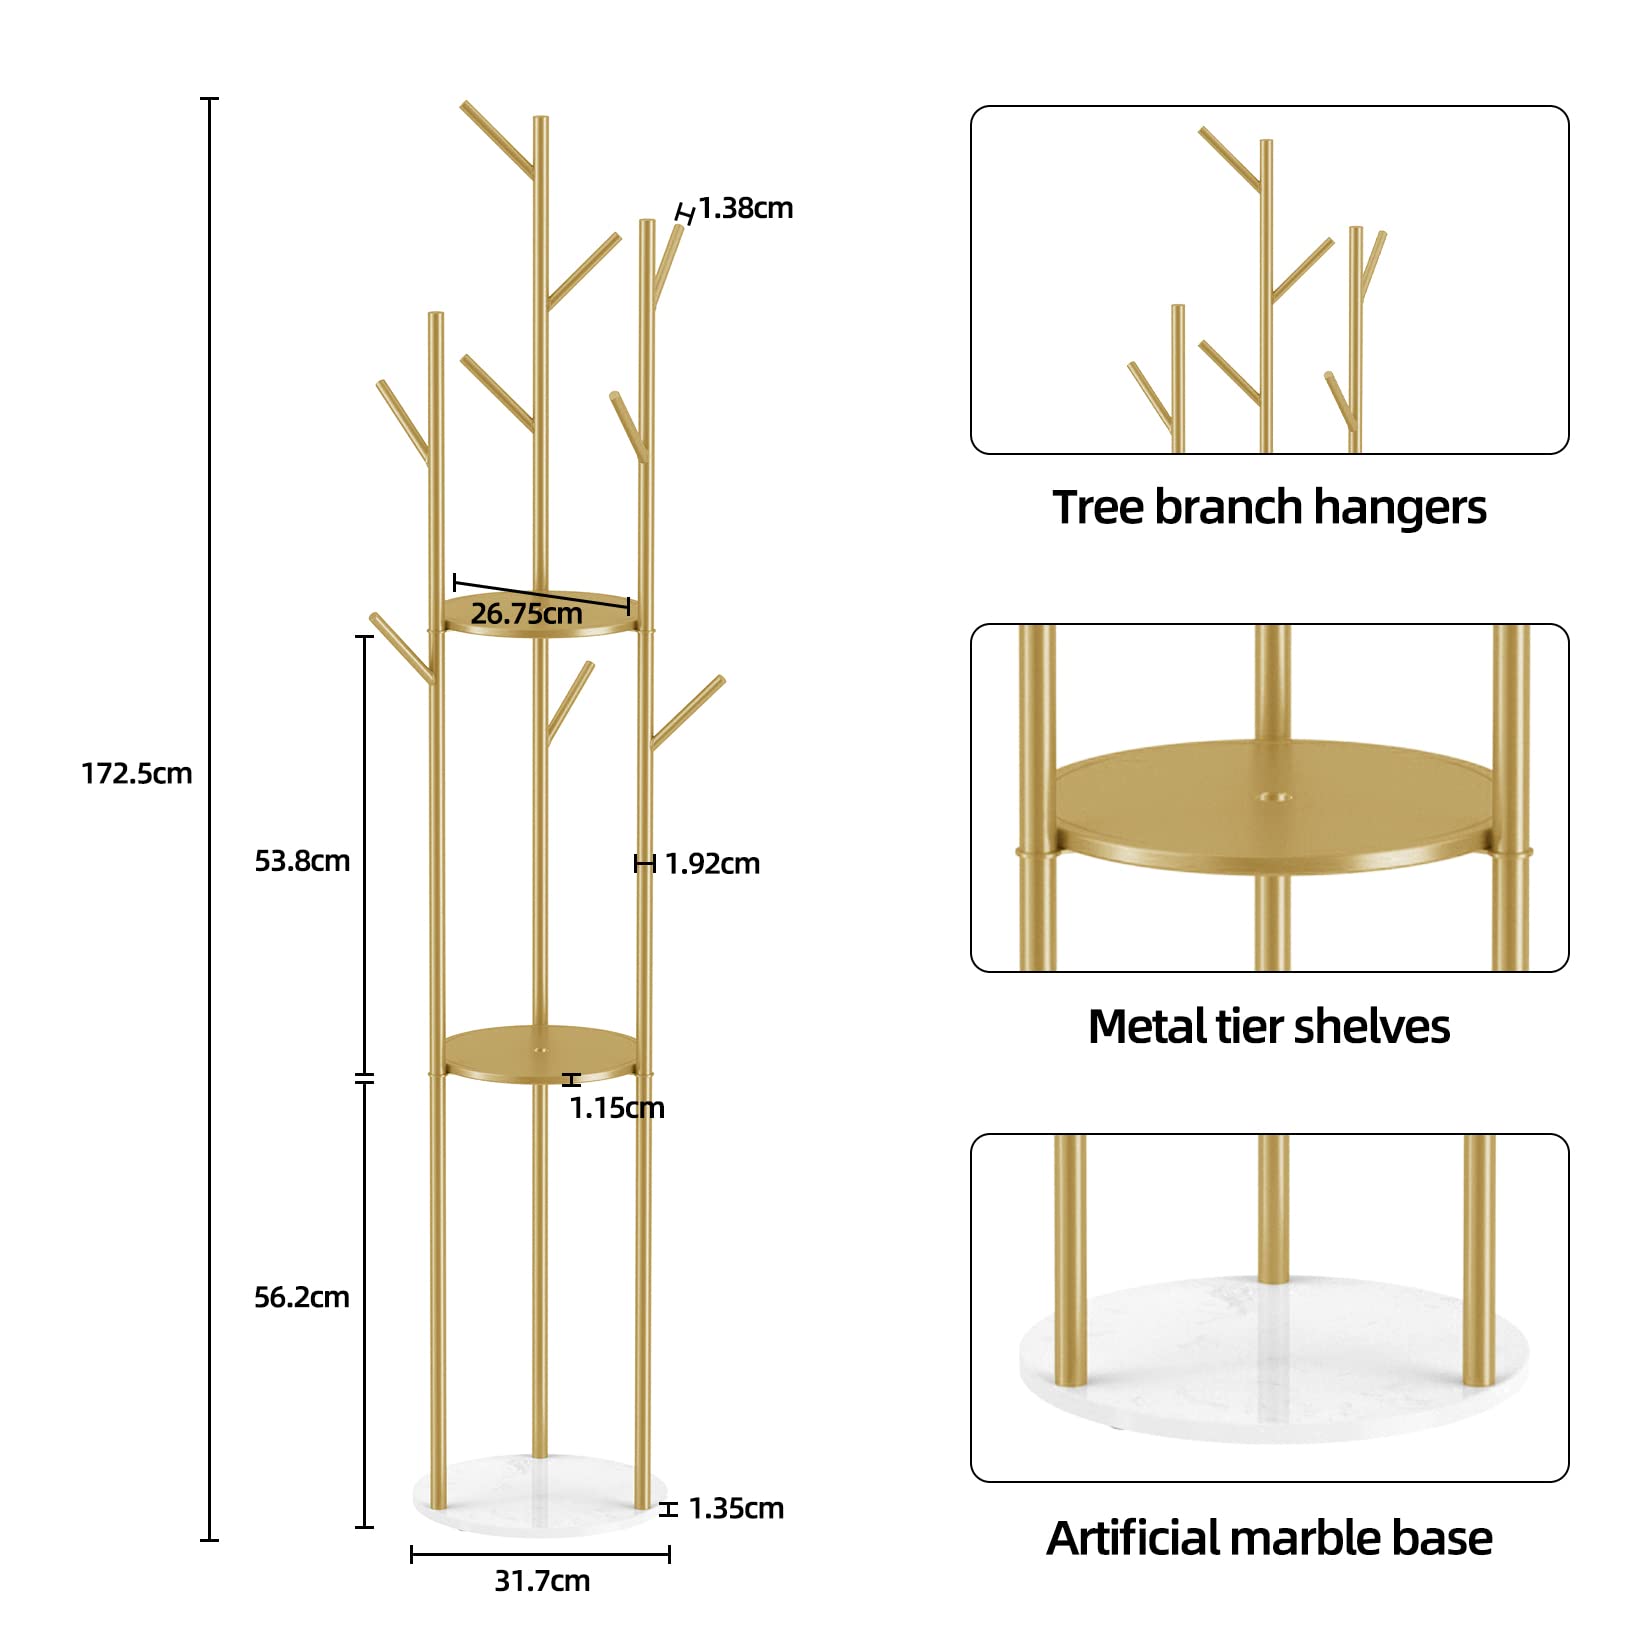 1.38cm
26.75cm
172.5cm
53.8cm
1.92cm
1.15cm
56.2cm
1.35cm
31.7cm
Tree branch hangers
Metal tier shelves
Artificial marble base